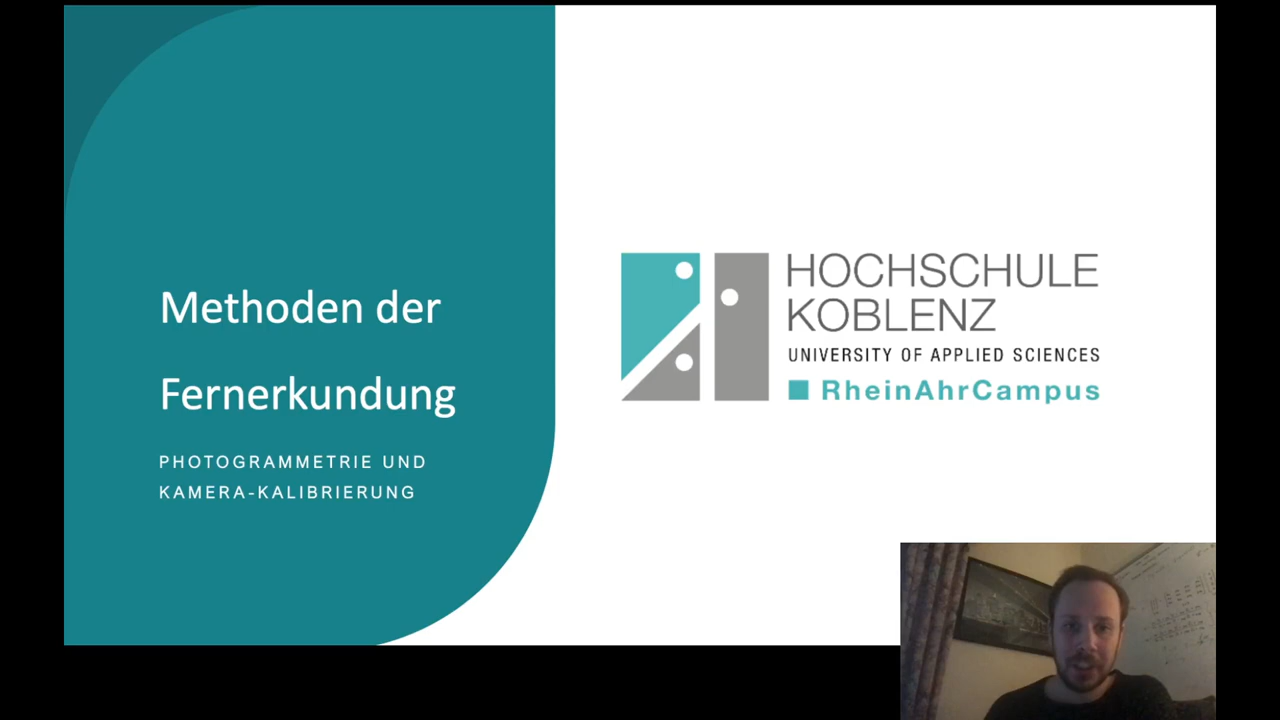 Methoden der
Fernerkundung
PHOTOGRAMMETRIE UND
KAMERA-KALIBRIERUNG
HOCHSCHULE
KOBLENZ
UNIVERSITY OF APPLIED SCIENCES
RheinAhrCampus